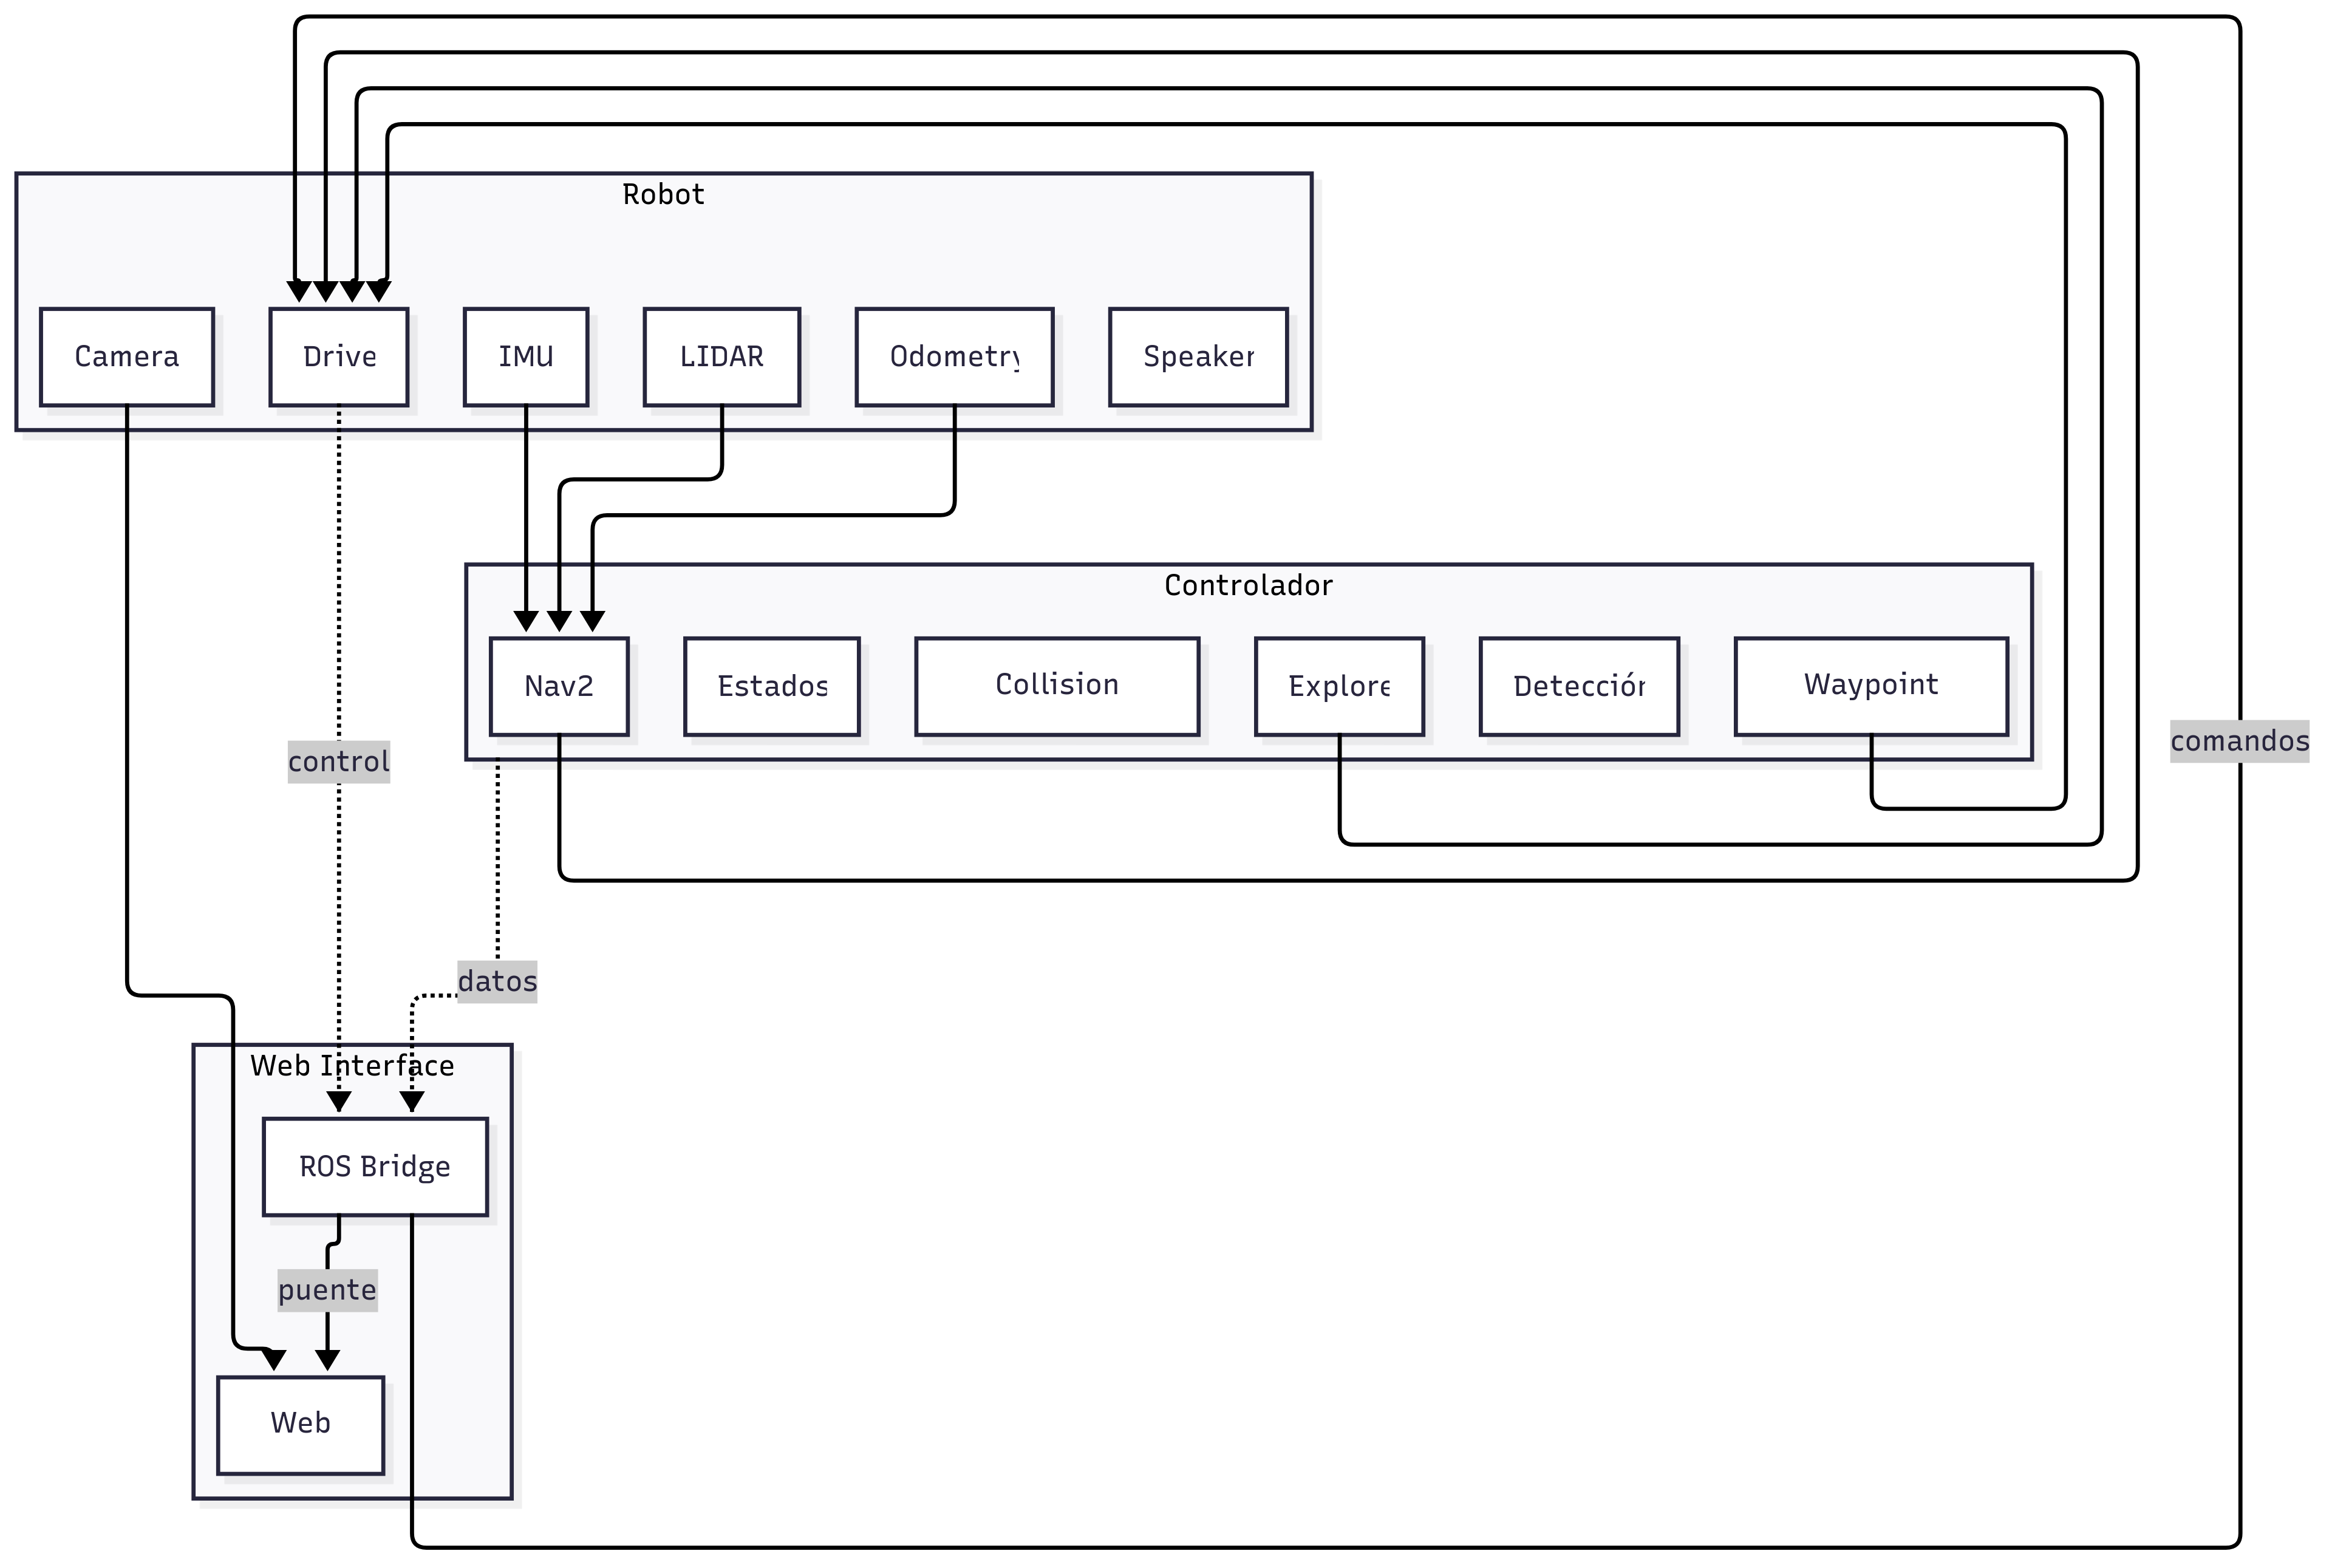 Robot
Camera
Drive
IMU
LIDAR
Odometry
Speaker
Controlador
Nav2
Estados
Collision
Explore
Detección
Waypoint
comandos
control
datos
Web Interface
ROS Bridge
puente
Web